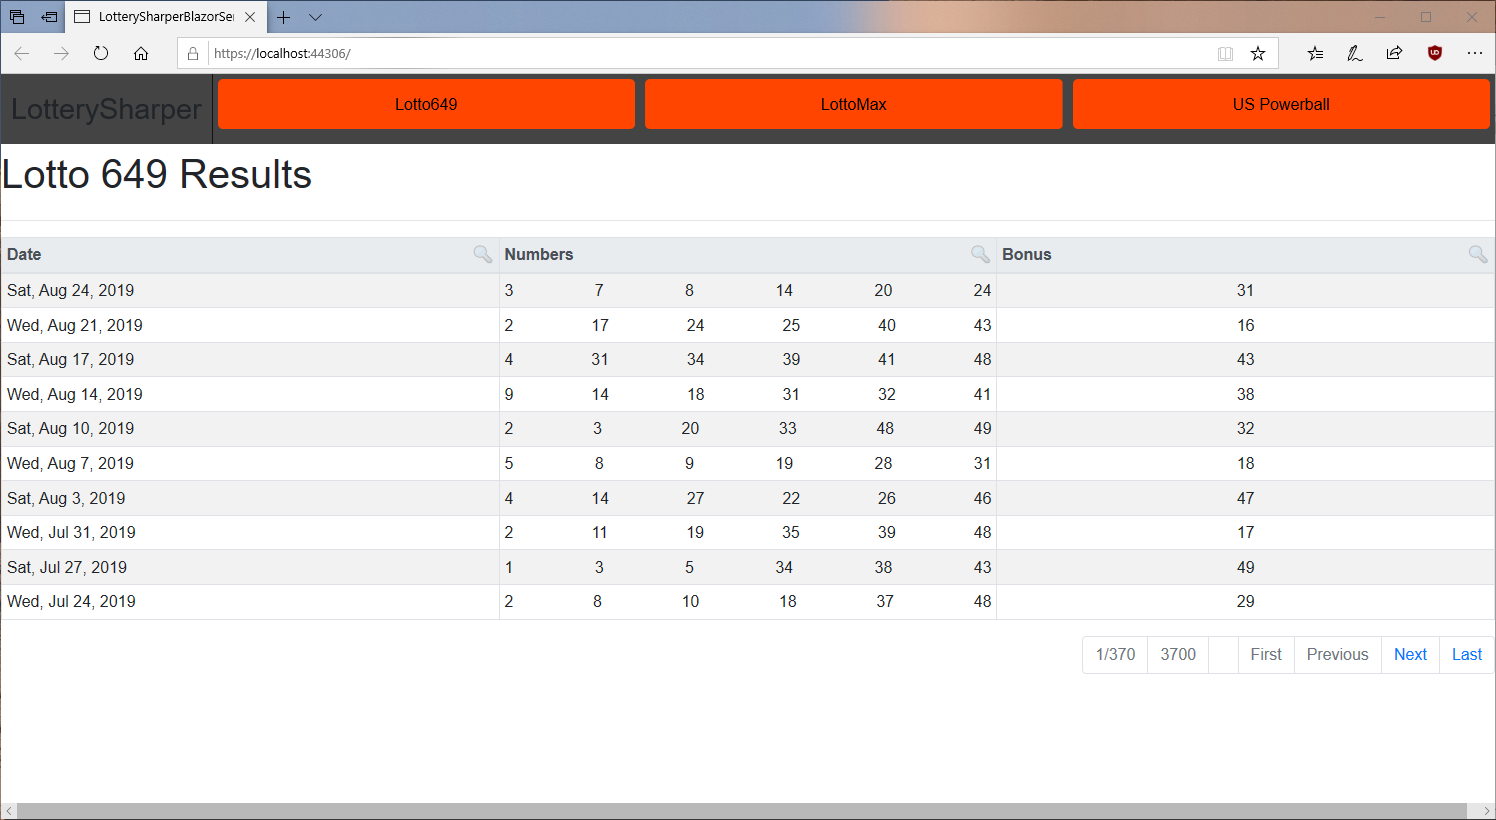 LotterySharperBlazorSer
https://localhost:44306/
LotterySharper Lotto649 LottoMax US Powerball
Lotto 649 Results
Date Numbers Bonus
Sat, Aug 24, 2019 3 7 8 14 20 24 31
Wed, Aug 21, 2019 2 17 24 25 40 43 16
Sat, Aug 17, 2019 4 31 34 39 41 48 43
Wed, Aug 14, 2019 9 14 18 31 32 41 38
Sat, Aug 10, 2019 2 3 20 33 48 49 32
Wed, Aug 7, 2019 5 8 9 19 28 31 18
Sat, Aug 3, 2019 4 14 27 22 26 46 47
Wed, Jul 31, 2019 2 11 19 35 39 48 17
Sat, Jul 27, 2019 1 3 5 34 38 43 49
Wed, Jul 24, 2019 2 8 10 18 37 48 29
1/370 3700 First Previous Next Last